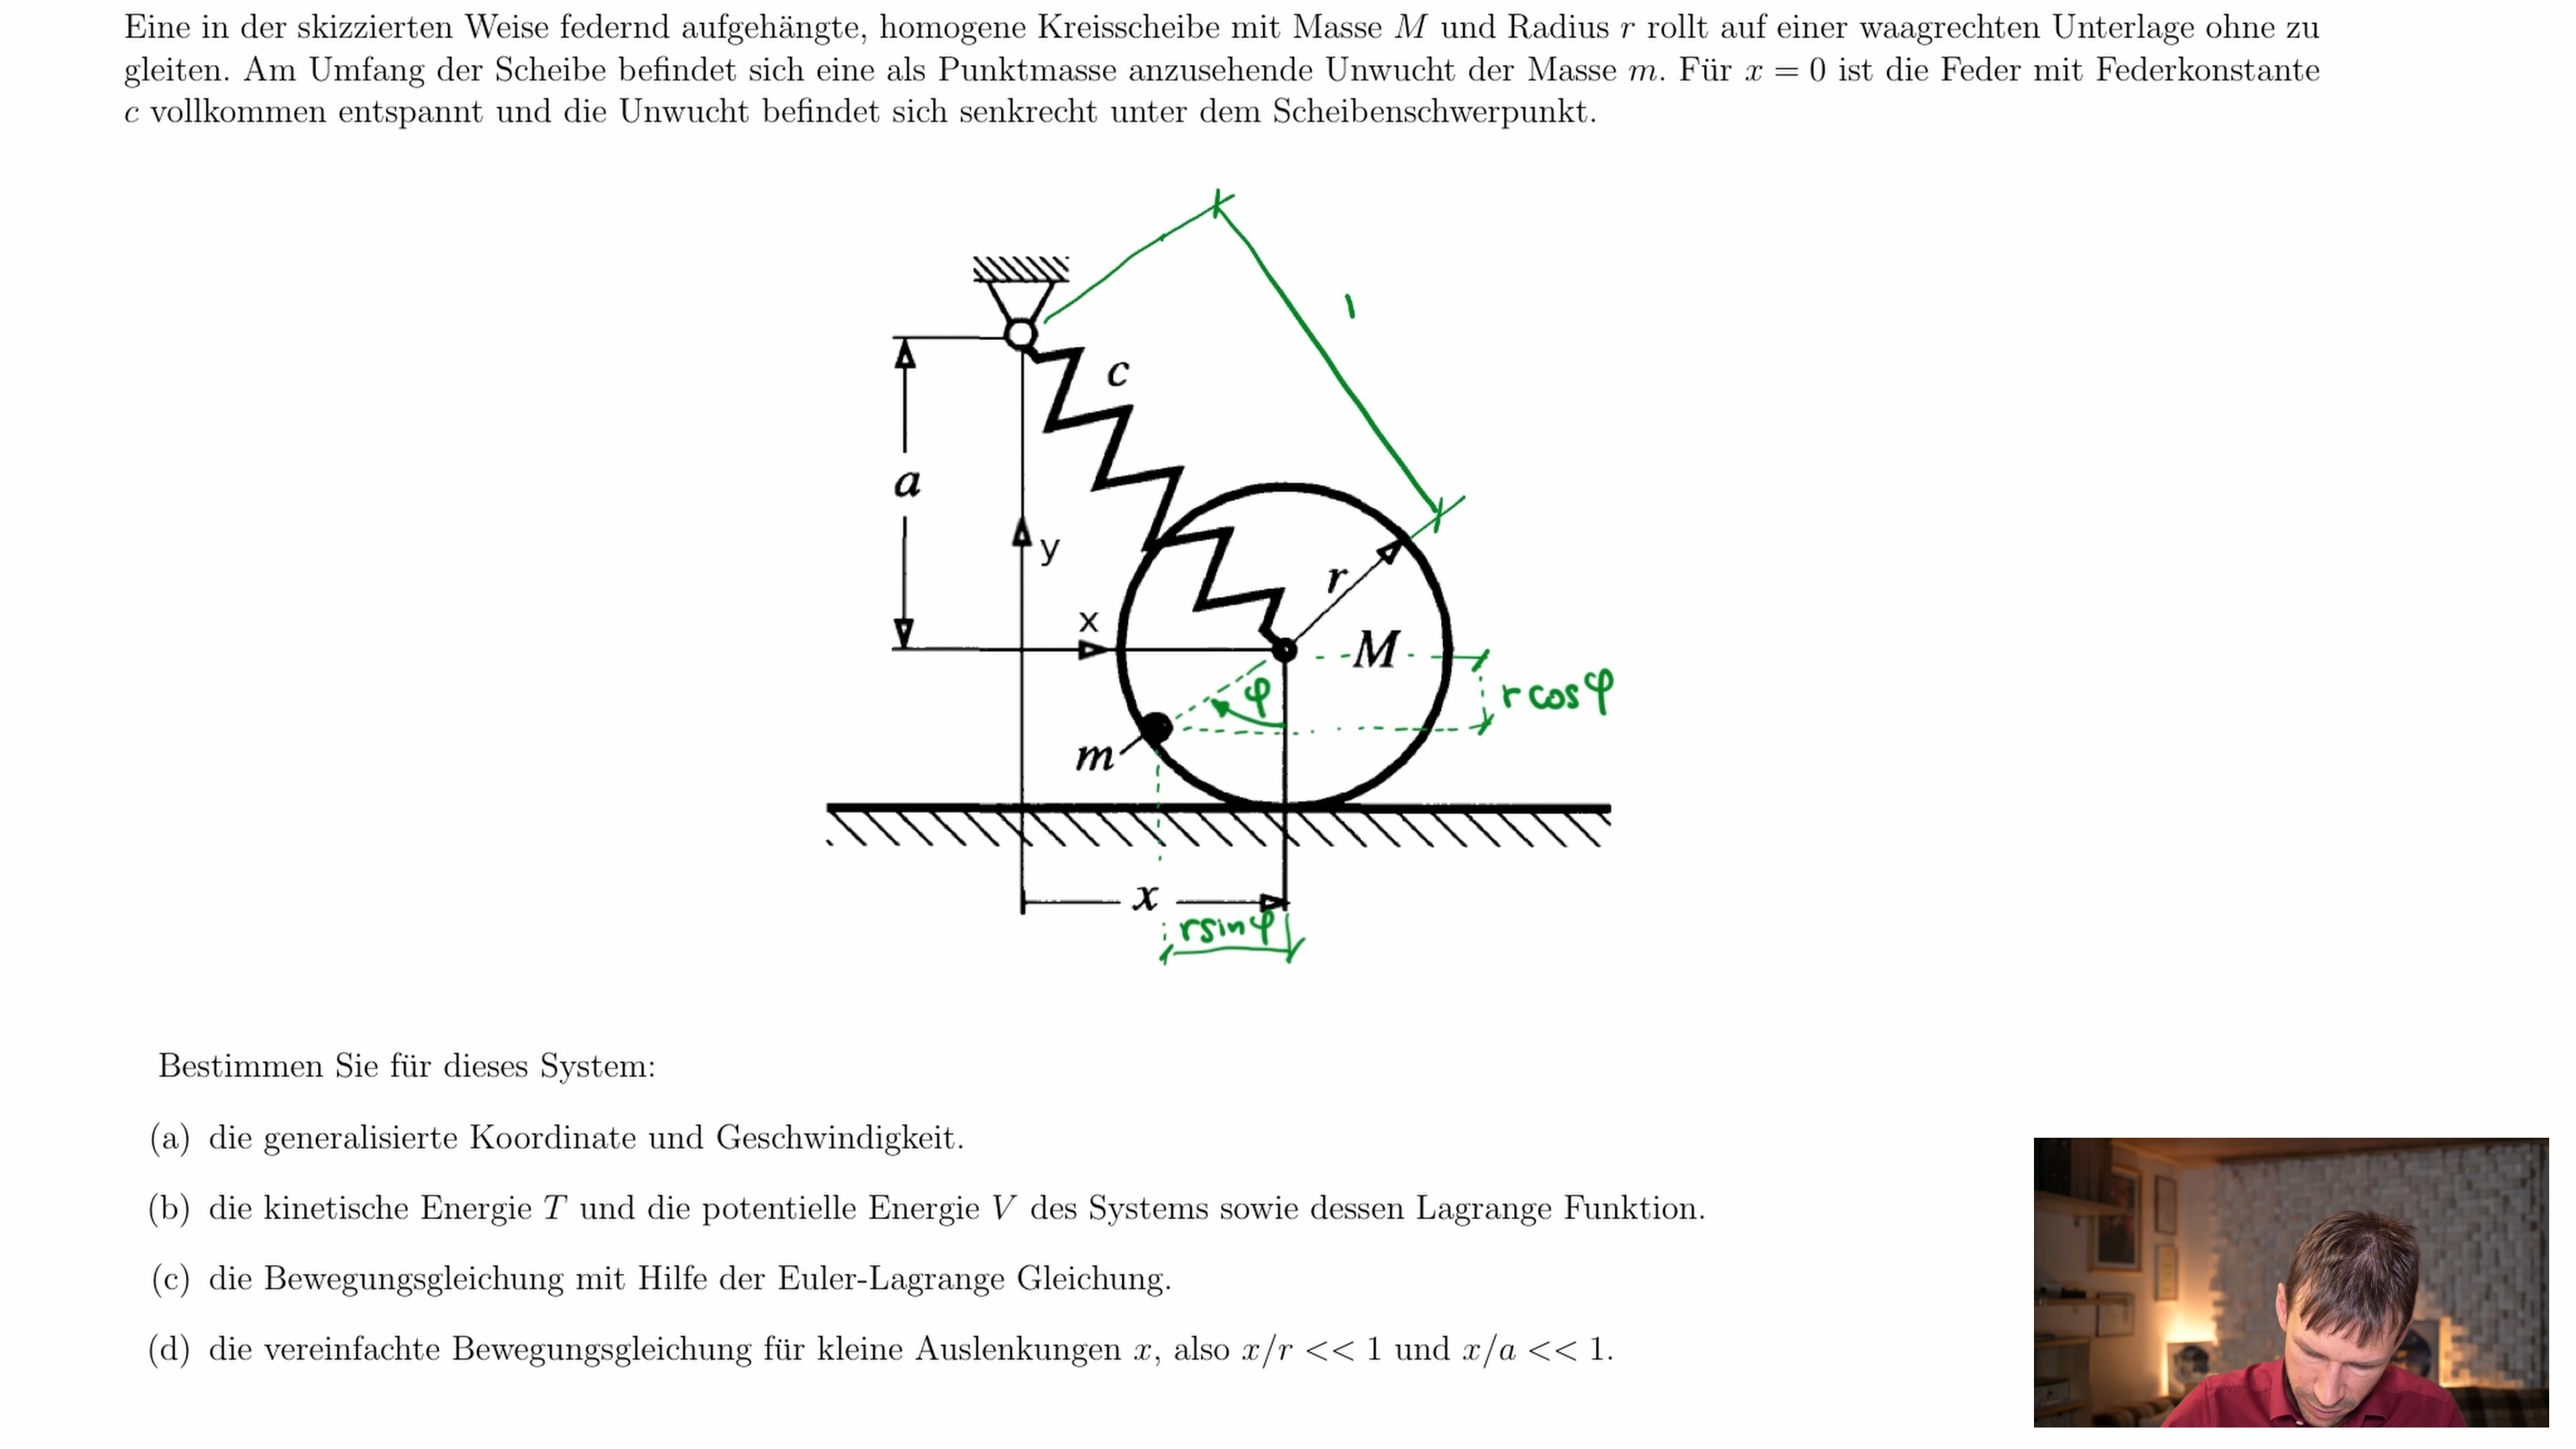 Eine in der skizzierten Weise federnd aufgehängte, homogene Kreisscheibe mit Masse M und Radius r rollt auf einer waagrechten Unterlage ohne zu
gleiten. Am Umfang der Scheibe befindet sich eine als Punktmasse anzusehende Unwucht der Masse m. Für x = 0 ist die Feder mit Federkonstante
c vollkommen entspannt und die Unwucht befindet sich senkrecht unter dem Scheibenschwerpunkt.
c
a
y
x
r
M
φ
r cosφ
m
x
rsinφ
Bestimmen Sie für dieses System:
(a) die generalisierte Koordinate und Geschwindigkeit.
(b) die kinetische Energie T und die potentielle Energie V des Systems sowie dessen Lagrange Funktion.
(c) die Bewegungsgleichung mit Hilfe der Euler-Lagrange Gleichung.
(d) die vereinfachte Bewegungsgleichung für kleine Auslenkungen x, also x/r << 1 und x/a << 1.